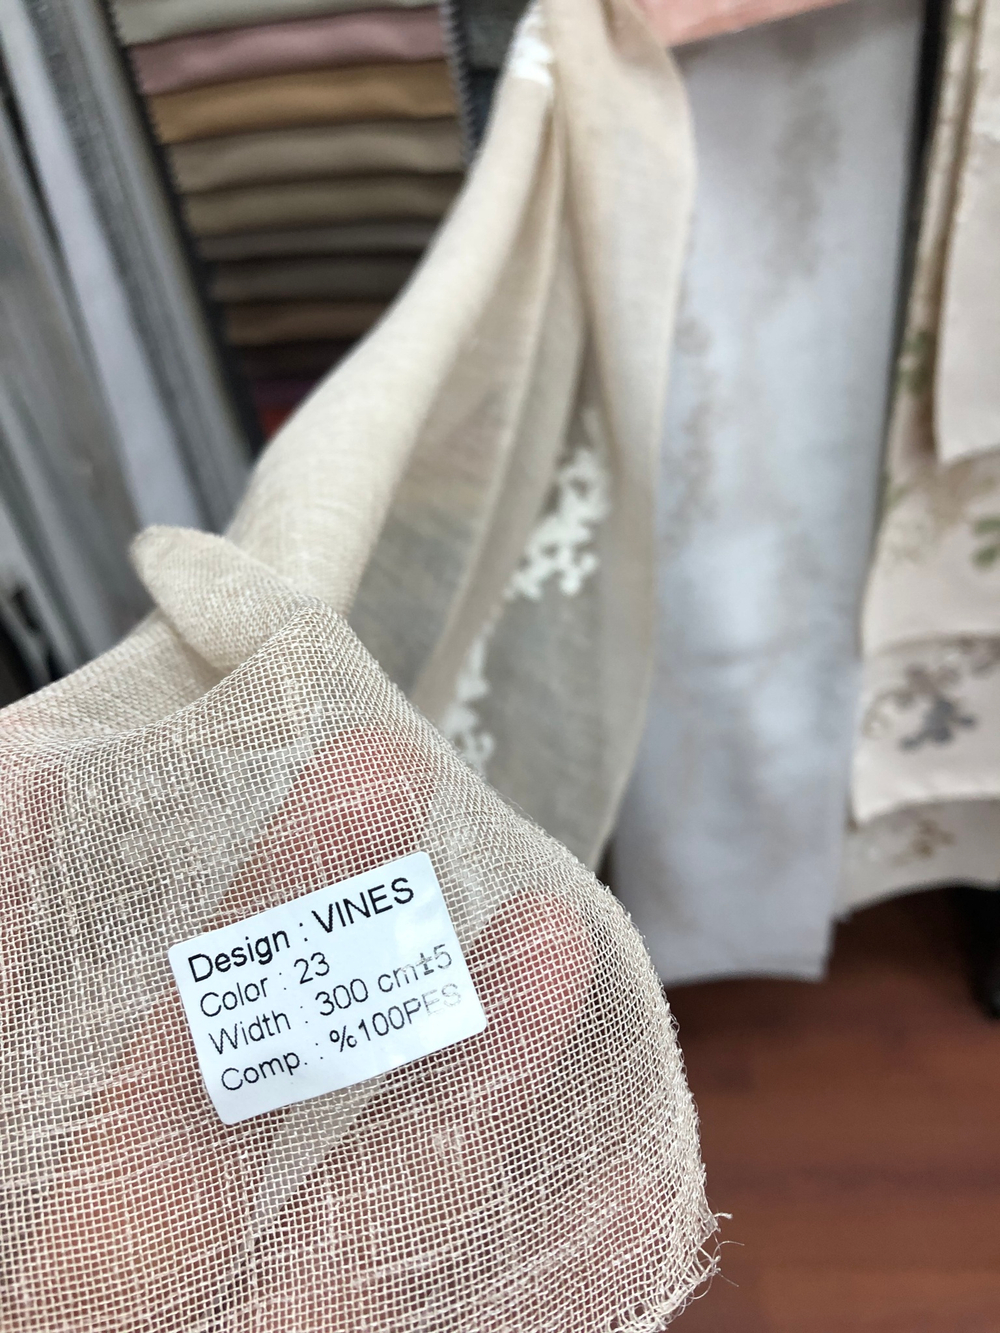 Design : VINES
Color : 23
Width : 300 cm±5
Comp. : %100PES